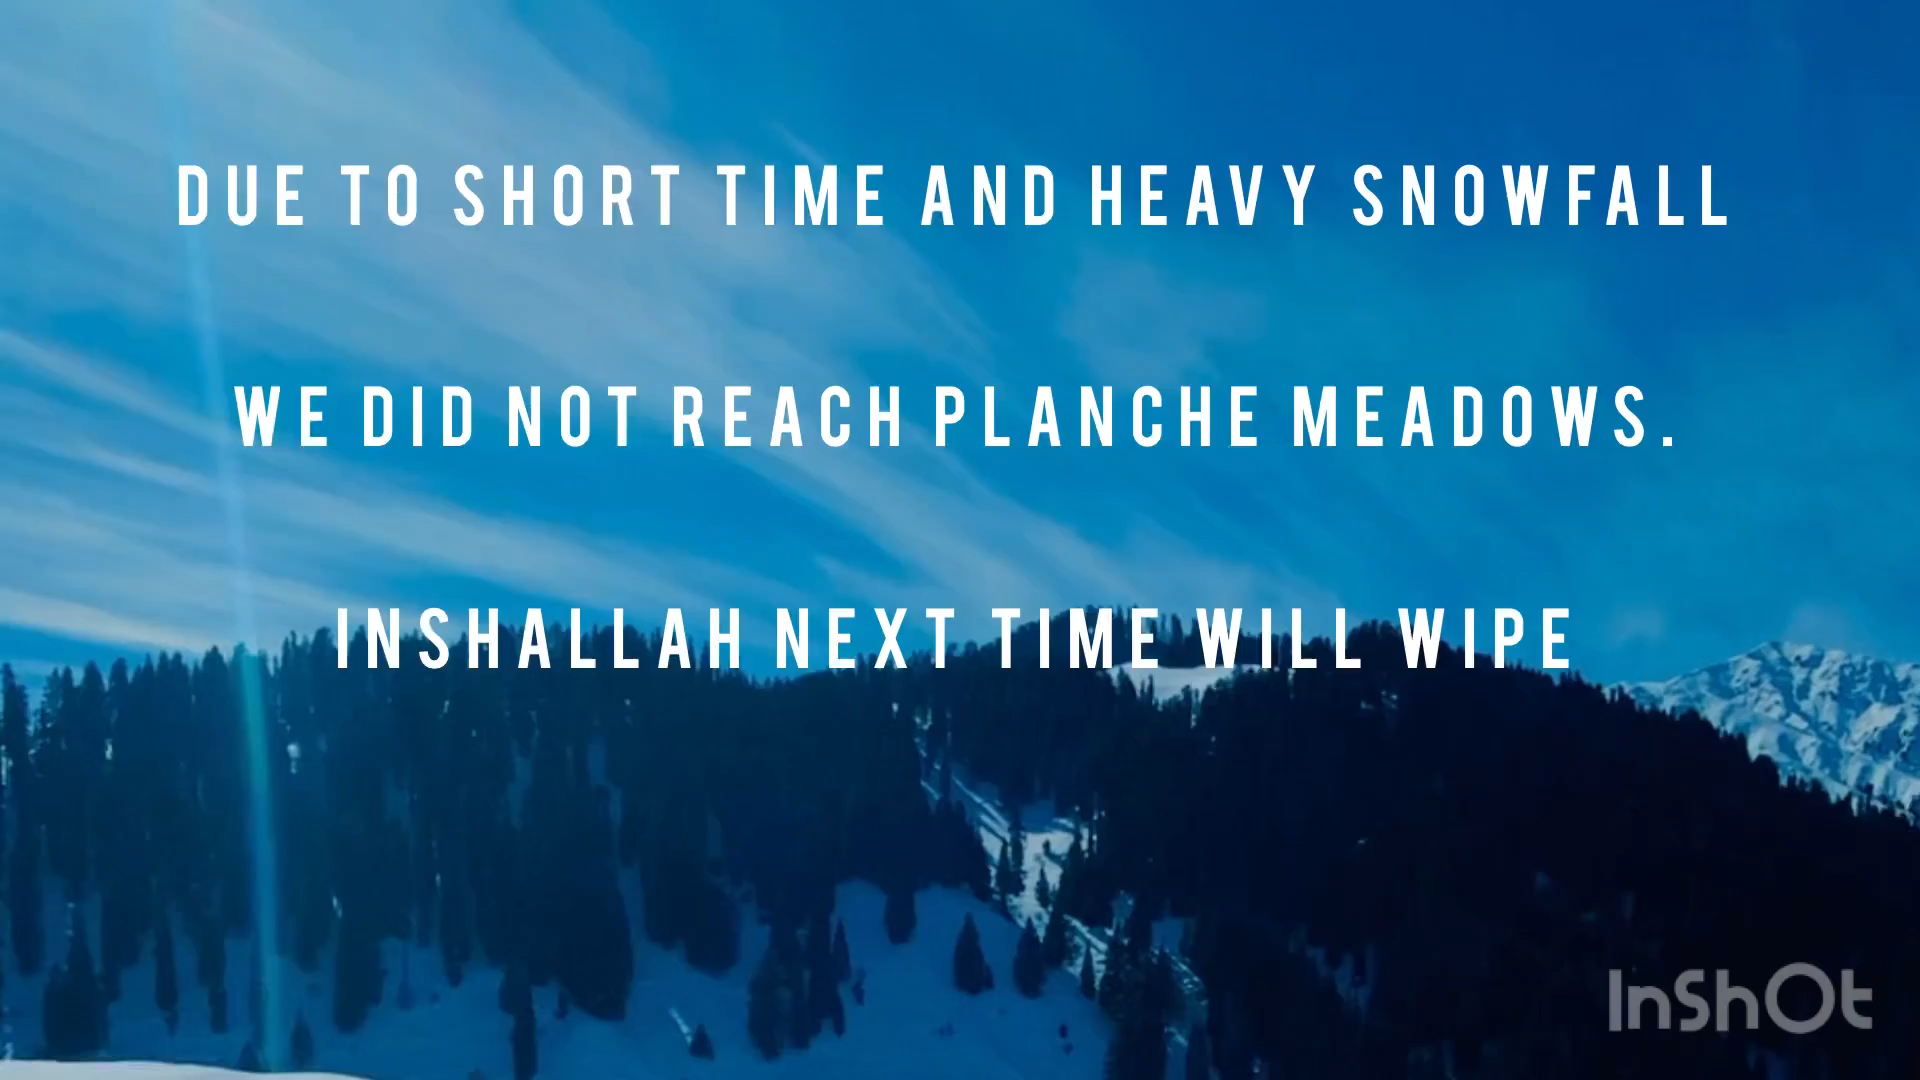 DUE TO SHORT TIME AND HEAVY SNOWFALL
WE DID NOT REACH PLANCHE MEADOWS.
INSHALLAH NEXT TIME WILL WIPE
InShOt